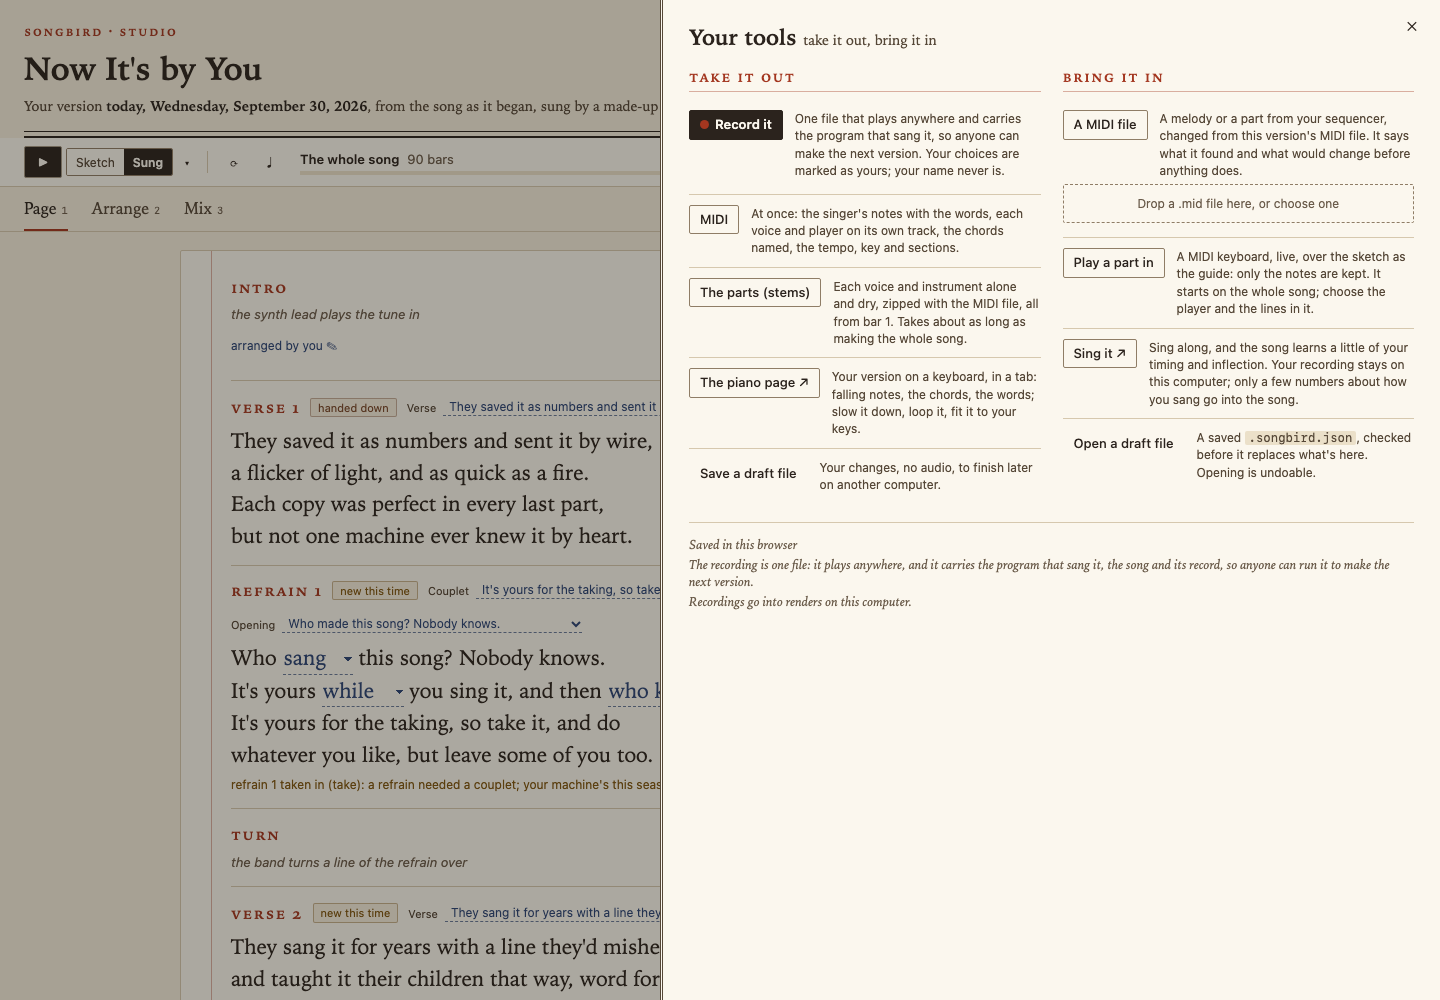 SONGBIRD · STUDIO
Now It's by You
Your version today, Wednesday, September 30, 2026, from the song as it began, sung by a made-up
Sketch Sung
The whole song 90 bars
Page 1 Arrange 2 Mix 3
INTRO
the synth lead plays the tune in
arranged by you ✎
VERSE 1 handed down Verse They saved it as numbers and sent it
They saved it as numbers and sent it by wire,
a flicker of light, and as quick as a fire.
Each copy was perfect in every last part,
but not one machine ever knew it by heart.
REFRAIN 1 new this time Couplet It's yours for the taking, so take
Opening Who made this song? Nobody knows.
Who sang this song? Nobody knows.
It's yours while you sing it, and then who
It's yours for the taking, so take it, and do
whatever you like, but leave some of you too.
refrain 1 taken in (take): a refrain needed a couplet; your machine's this seas
TURN
the band turns a line of the refrain over
VERSE 2 new this time Verse They sang it for years with a line they
They sang it for years with a line they'd mishe
and taught it their children that way, word for
Your tools take it out, bring it in
×
TAKE IT OUT
Record it
One file that plays anywhere and carries
the program that sang it, so anyone can
make the next version. Your choices are
marked as yours; your name never is.
MIDI
At once: the singer's notes with the words, each
voice and player on its own track, the chords
named, the tempo, key and sections.
The parts (stems)
Each voice and instrument alone
and dry, zipped with the MIDI file, all
from bar 1. Takes about as long as
making the whole song.
The piano page ↗
Your version on a keyboard, in a tab:
falling notes, the chords, the words;
slow it down, loop it, fit it to your
keys.
Save a draft file
Your changes, no audio, to finish later
on another computer.
BRING IT IN
A MIDI file
A melody or a part from your sequencer,
changed from this version's MIDI file. It says
what it found and what would change before
anything does.
Drop a .mid file here, or choose one
Play a part in
A MIDI keyboard, live, over the sketch as
the guide: only the notes are kept. It
starts on the whole song; choose the
player and the lines in it.
Sing it ↗
Sing along, and the song learns a little of your
timing and inflection. Your recording stays on
this computer; only a few numbers about how
you sang go into the song.
Open a draft file
A saved .songbird.json, checked
before it replaces what's here.
Opening is undoable.
Saved in this browser
The recording is one file: it plays anywhere, and it carries the program that sang it, the song and its record, so anyone can run it to make the
next version.
Recordings go into renders on this computer.